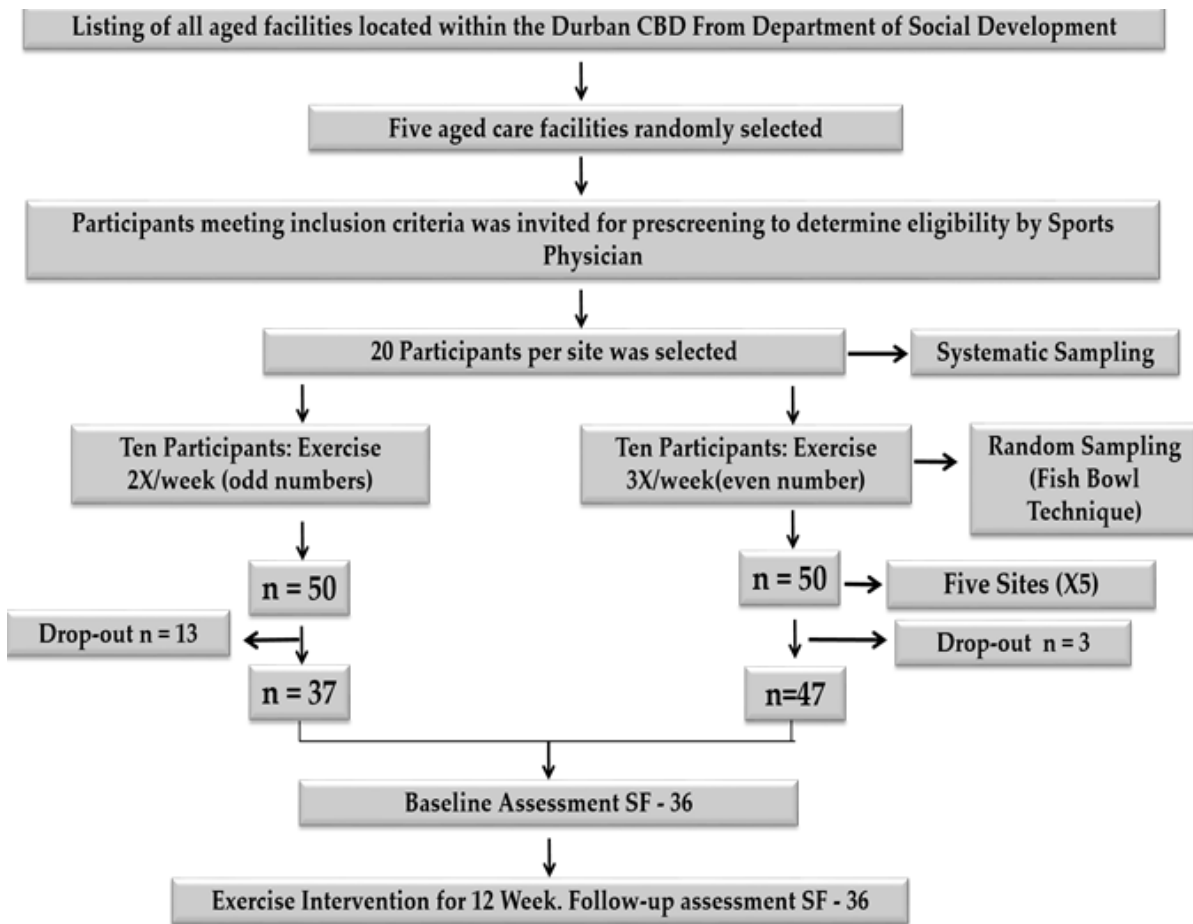 Listing of all aged facilities located within the Durban CBD From Department of Social Development
Five aged care facilities randomly selected
Participants meeting inclusion criteria was invited for prescreening to determine eligibility by Sports
Physician
20 Participants per site was selected
Systematic Sampling
Ten Participants: Exercise
2X/week (odd numbers)
Ten Participants: Exercise
3X/week(even number)
Random Sampling
(Fish Bowl
Technique)
n = 50
n = 50
Five Sites (X5)
Drop-out n = 13
Drop-out n = 3
n = 37
n=47
Baseline Assessment SF - 36
Exercise Intervention for 12 Week. Follow-up assessment SF - 36